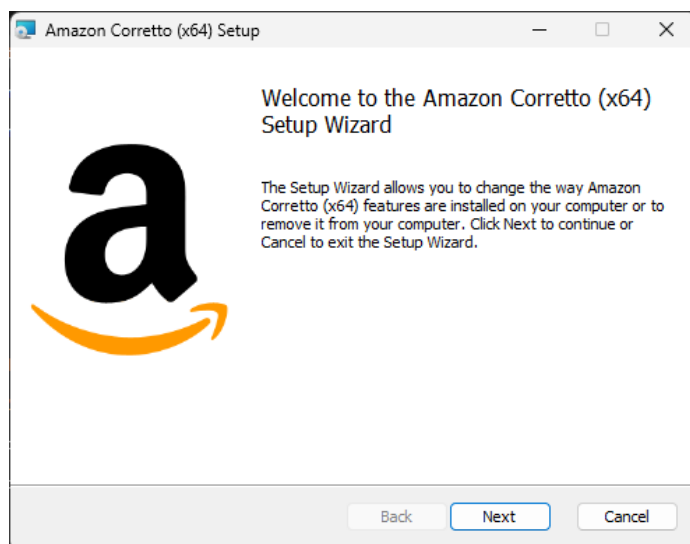 Amazon Corretto (x64) Setup
Welcome to the Amazon Corretto (x64)
Setup Wizard
The Setup Wizard allows you to change the way Amazon
Corretto (x64) features are installed on your computer or to
remove it from your computer. Click Next to continue or
Cancel to exit the Setup Wizard.
a
Back Next Cancel